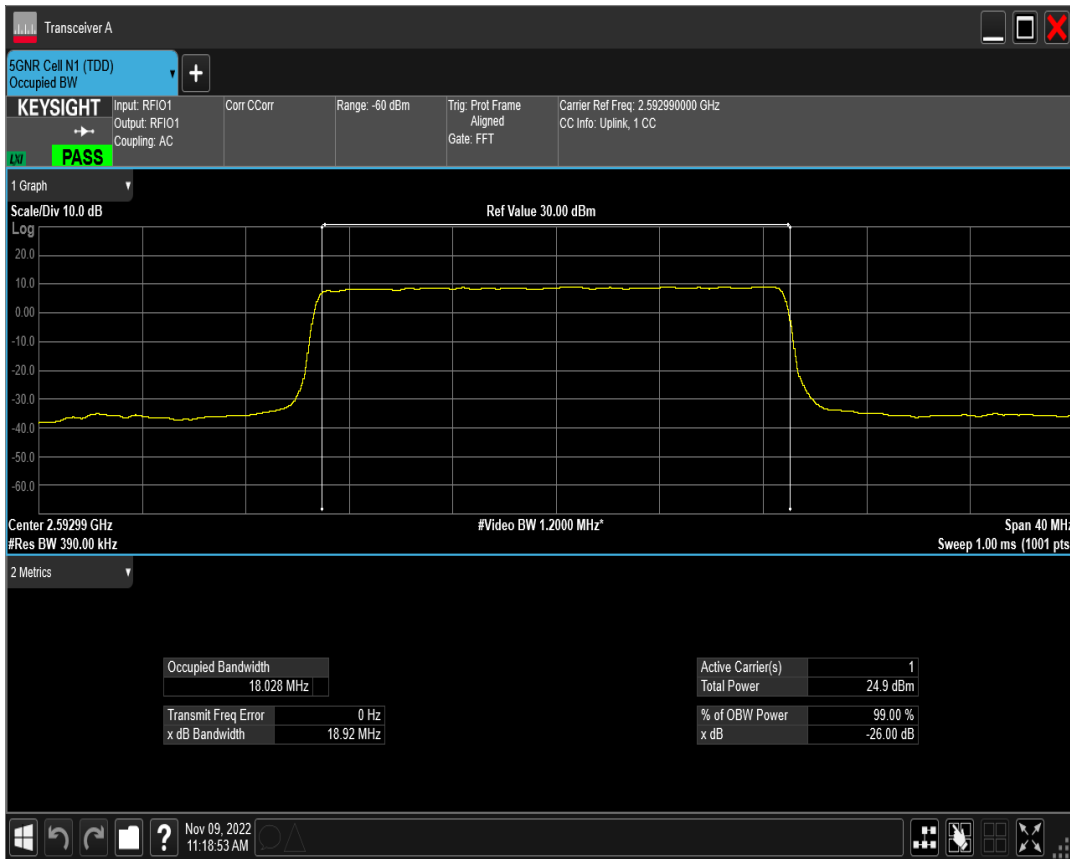 Transceiver A
5GNR Cell N1 (TDD)
Occupied BW
+
KEYSIGHT
LXI
PASS
Input: RFIO1
Output: RFIO1
Coupling: AC
Corr CCorr
Range: -60 dBm
Trig: Prot Frame
Aligned
Gate: FFT
Carrier Ref Freq: 2.592990000 GHz
CC Info: Uplink, 1 CC
1 Graph
Scale/Div 10.0 dB
Ref Value 30.00 dBm
Log
20.0
10.0
0.00
-10.0
-20.0
-30.0
-40.0
-50.0
-60.0
Center 2.59299 GHz
#Video BW 1.2000 MHz*
Span 40 MHz
#Res BW 390.00 kHz
Sweep 1.00 ms (1001 pts
2 Metrics
Occupied Bandwidth
18.028 MHz
Transmit Freq Error 0 Hz
x dB Bandwidth 18.92 MHz
Active Carrier(s) 1
Total Power 24.9 dBm
% of OBW Power 99.00 %
x dB -26.00 dB
?
Nov 09, 2022
11:18:53 AM